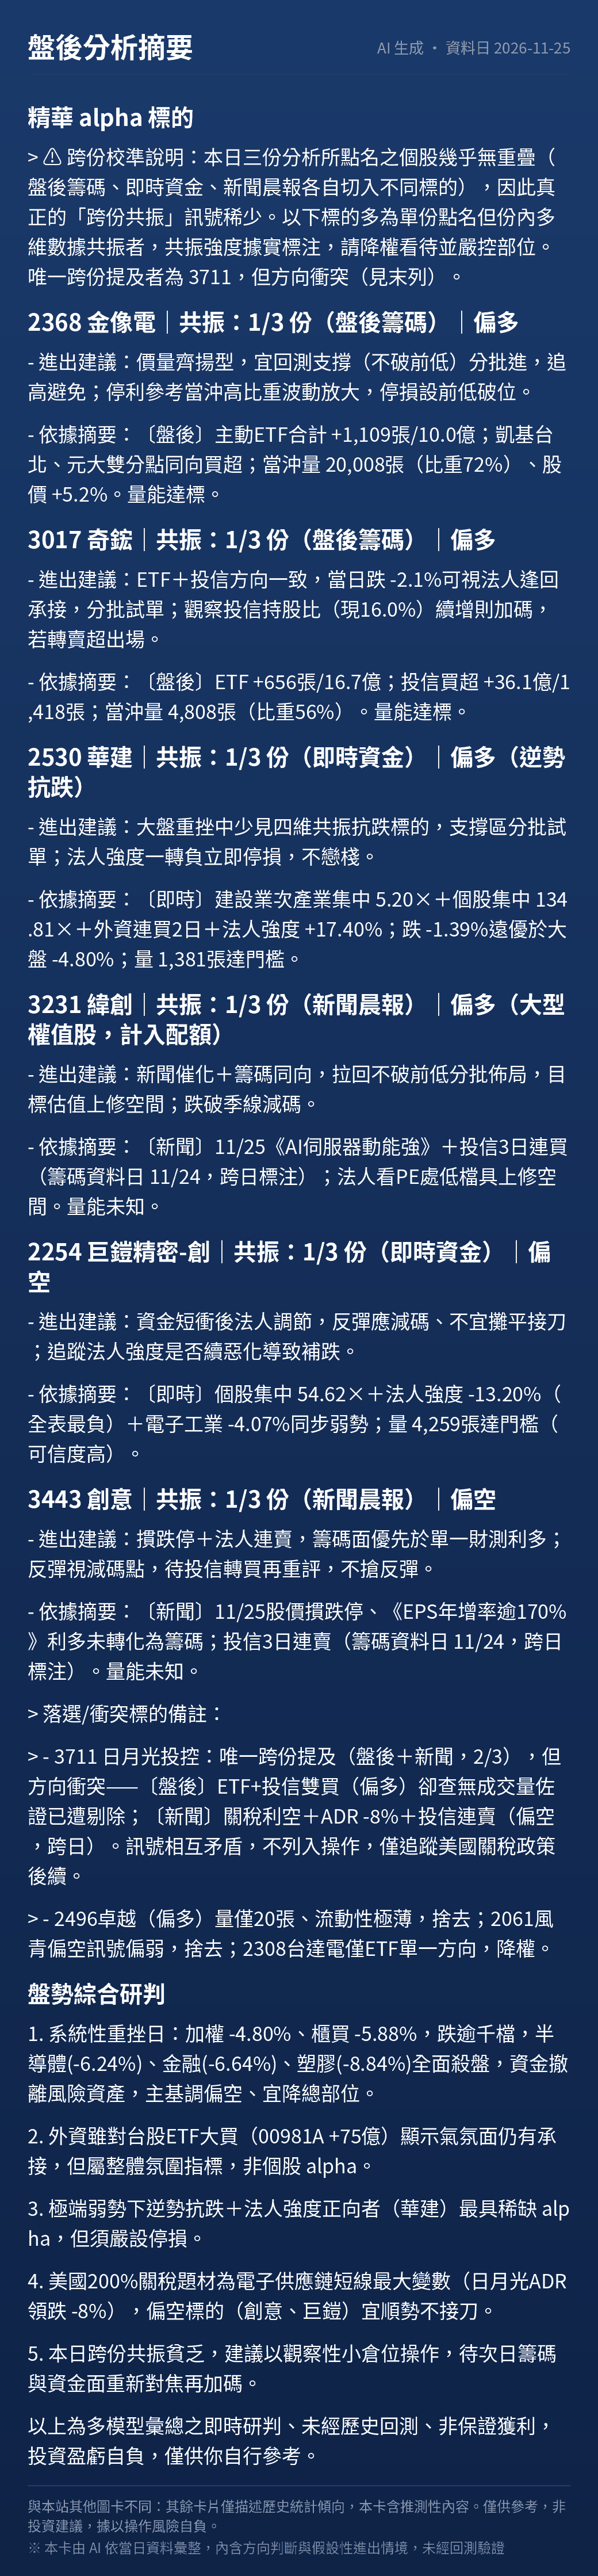 盤後分析摘要
AI 生成 · 資料日 2026-11-25
精華 alpha 標的
> ⚠ 跨份校準說明：本日三份分析所點名之個股幾乎無重疊（
盤後籌碼、即時資金、新聞晨報各自切入不同標的），因此真
正的「跨份共振」訊號稀少。以下標的多為單份點名但份內多
維數據共振者，共振強度據實標注，請降權看待並嚴控部位。
唯一跨份提及者為 3711，但方向衝突（見末列）。
2368 金像電｜共振：1/3 份（盤後籌碼）｜偏多
- 進出建議：價量齊揚型，宜回測支撐（不破前低）分批進，追
高避免；停利參考當沖高比重波動放大，停損設前低破位。
- 依據摘要：〔盤後〕主動ETF合計 +1,109張/10.0億；凱基台
北、元大雙分點同向買超；當沖量 20,008張（比重72%）、股
價 +5.2%。量能達標。
3017 奇鋐｜共振：1/3 份（盤後籌碼）｜偏多
- 進出建議：ETF＋投信方向一致，當日跌 -2.1%可視法人逢回
承接，分批試單；觀察投信持股比（現16.0%）續增則加碼，
若轉賣超出場。
- 依據摘要：〔盤後〕ETF +656張/16.7億；投信買超 +36.1億/1
,418張；當沖量 4,808張（比重56%）。量能達標。
2530 華建｜共振：1/3 份（即時資金）｜偏多（逆勢
抗跌）
- 進出建議：大盤重挫中少見四維共振抗跌標的，支撐區分批試
單；法人強度一轉負立即停損，不戀棧。
- 依據摘要：〔即時〕建設業次產業集中 5.20×＋個股集中 134
.81×＋外資連買2日＋法人強度 +17.40%；跌 -1.39%遠優於大
盤 -4.80%；量 1,381張達門檻。
3231 緯創｜共振：1/3 份（新聞晨報）｜偏多（大型
權值股，計入配額）
- 進出建議：新聞催化＋籌碼同向，拉回不破前低分批佈局，目
標估值上修空間；跌破季線減碼。
- 依據摘要：〔新聞〕11/25《AI伺服器動能強》＋投信3日連買
（籌碼資料日 11/24，跨日標注）；法人看PE處低檔具上修空
間。量能未知。
2254 巨鎧精密-創｜共振：1/3 份（即時資金）｜偏
空
- 進出建議：資金短衝後法人調節，反彈應減碼、不宜攤平接刀
；追蹤法人強度是否續惡化導致補跌。
- 依據摘要：〔即時〕個股集中 54.62×＋法人強度 -13.20%（
全表最負）＋電子工業 -4.07%同步弱勢；量 4,259張達門檻（
可信度高）。
3443 創意｜共振：1/3 份（新聞晨報）｜偏空
- 進出建議：摜跌停＋法人連賣，籌碼面優先於單一財測利多；
反彈視減碼點，待投信轉買再重評，不搶反彈。
- 依據摘要：〔新聞〕11/25股價摜跌停、《EPS年增率逾170%
》利多未轉化為籌碼；投信3日連賣（籌碼資料日 11/24，跨日
標注）。量能未知。
> 落選/衝突標的備註：
> - 3711 日月光投控：唯一跨份提及（盤後＋新聞，2/3），但
方向衝突——〔盤後〕ETF+投信雙買（偏多）卻查無成交量佐
證已遭剔除；〔新聞〕關稅利空＋ADR -8%＋投信連賣（偏空
，跨日）。訊號相互矛盾，不列入操作，僅追蹤美國關稅政策
後續。
> - 2496卓越（偏多）量僅20張、流動性極薄，捨去；2061風
青偏空訊號偏弱，捨去；2308台達電僅ETF單一方向，降權。
盤勢綜合研判
1. 系統性重挫日：加權 -4.80%、櫃買 -5.88%，跌逾千檔，半
導體(-6.24%)、金融(-6.64%)、塑膠(-8.84%)全面殺盤，資金撤
離風險資產，主基調偏空、宜降總部位。
2. 外資雖對台股ETF大買（00981A +75億）顯示氣氛面仍有承
接，但屬整體氛圍指標，非個股 alpha。
3. 極端弱勢下逆勢抗跌＋法人強度正向者（華建）最具稀缺 alp
ha，但須嚴設停損。
4. 美國200%關稅題材為電子供應鏈短線最大變數（日月光ADR
領跌 -8%），偏空標的（創意、巨鎧）宜順勢不接刀。
5. 本日跨份共振貧乏，建議以觀察性小倉位操作，待次日籌碼
與資金面重新對焦再加碼。
以上為多模型彙總之即時研判、未經歷史回測、非保證獲利，
投資盈虧自負，僅供你自行參考。
與本站其他圖卡不同：其餘卡片僅描述歷史統計傾向，本卡含推測性內容。僅供參考，非
投資建議，據以操作風險自負。
※ 本卡由 AI 依當日資料彙整，內含方向判斷與假設性進出情境，未經回測驗證